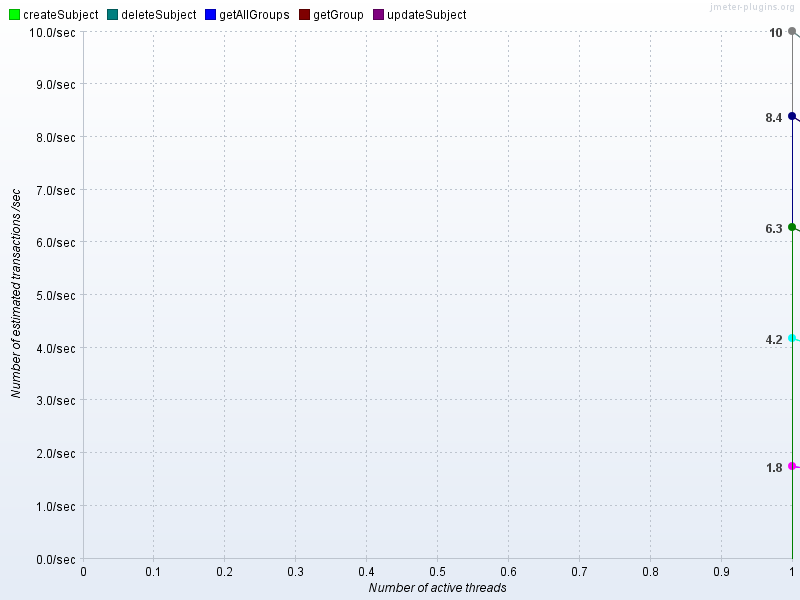 createSubject deleteSubject getAllGroups getGroup updateSubject
jmeter-plugins.org
10.0/sec
9.0/sec
8.0/sec
7.0/sec
6.0/sec
5.0/sec
4.0/sec
3.0/sec
2.0/sec
1.0/sec
0.0/sec
Number of estimated transactions /sec
10
8.4
6.3
4.2
1.8
0 0.1 0.2 0.3 0.4 0.5 0.6 0.7 0.8 0.9 1
Number of active threads